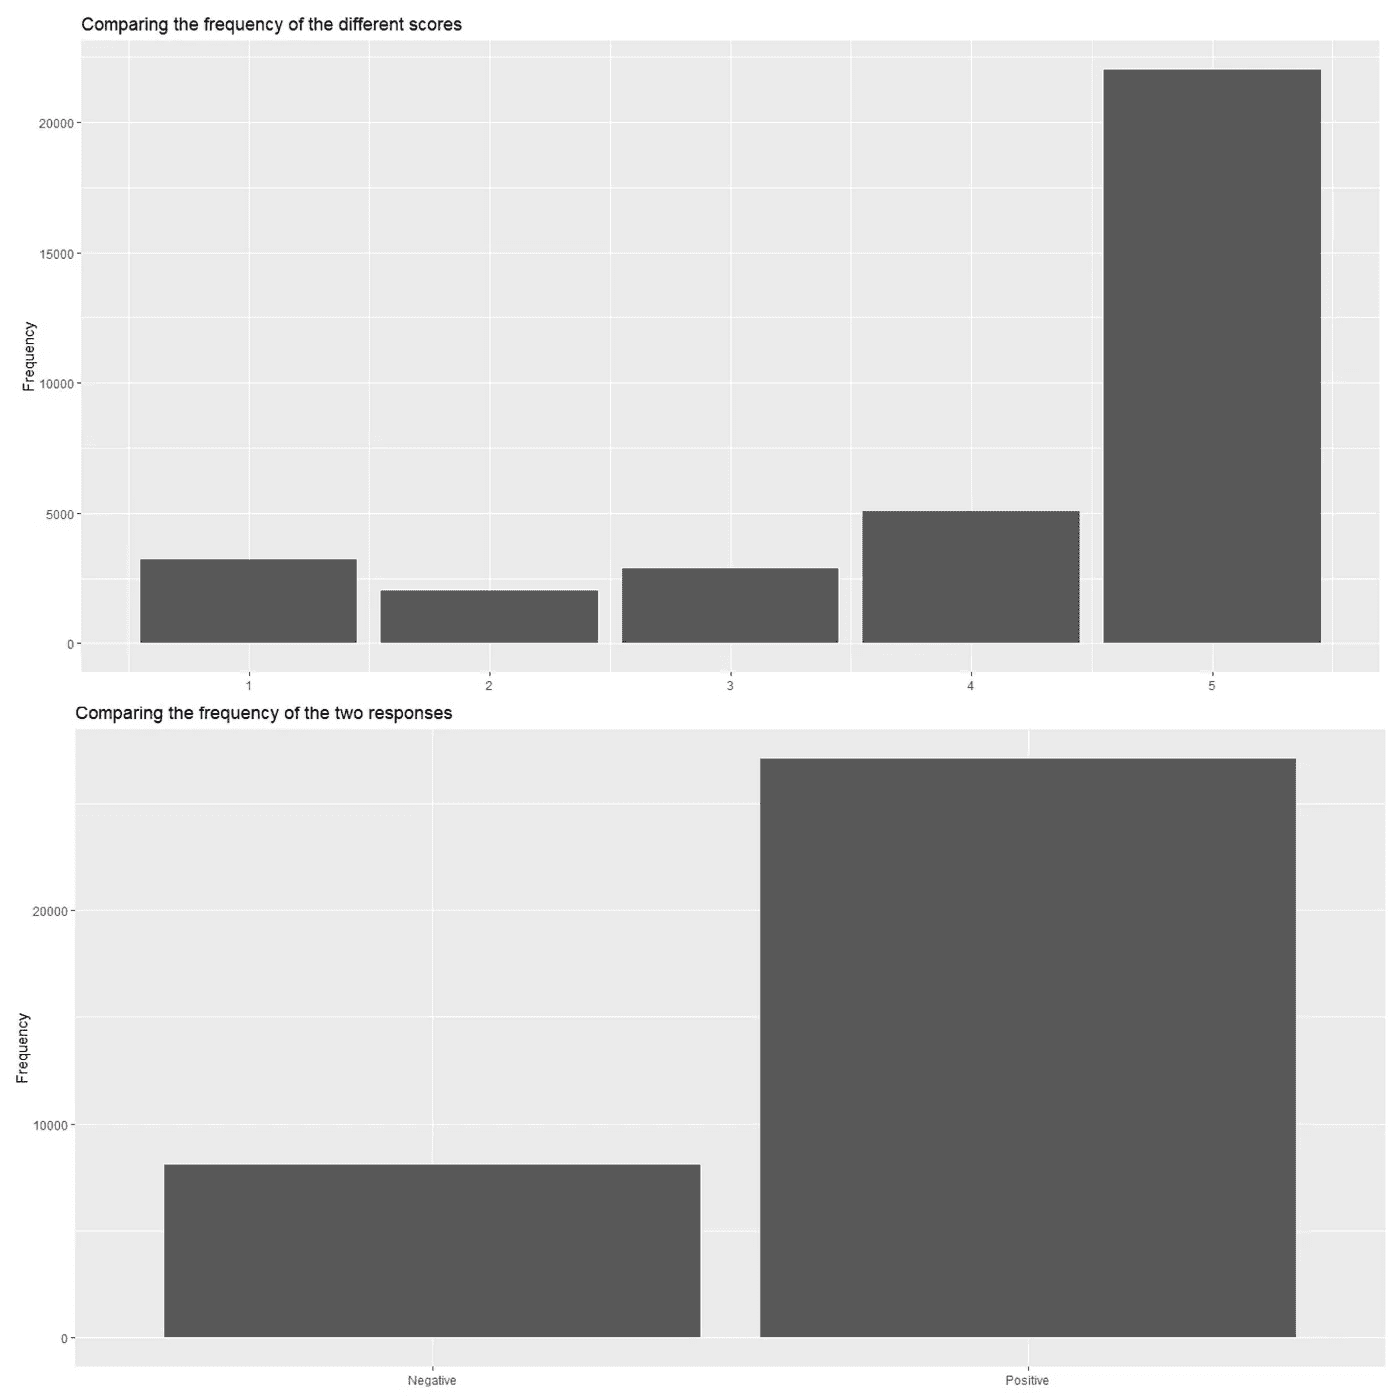 Comparing the frequency of the different scores
Frequency
20000
15000
10000
5000
0
1 2 3 4 5
Comparing the frequency of the two responses
Frequency
20000
10000
0
Negative Positive